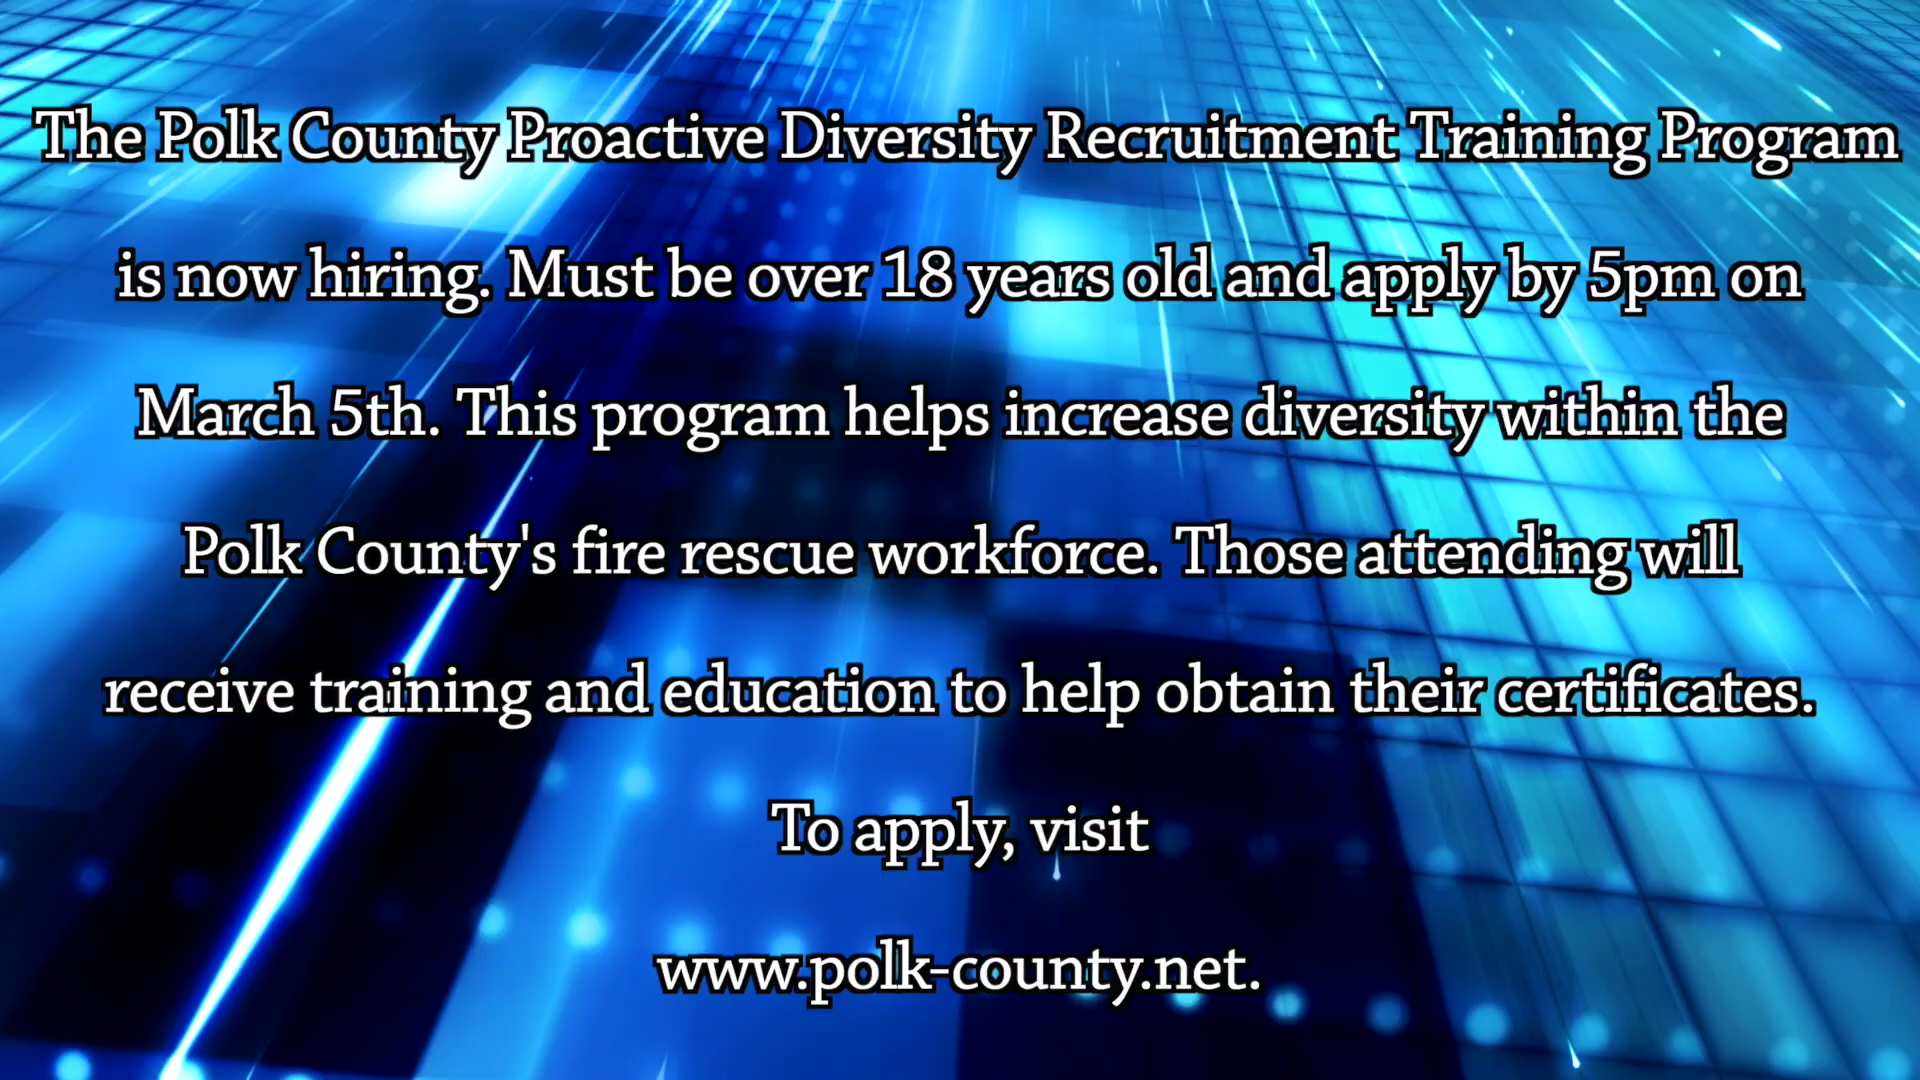 The Polk County Proactive Diversity Recruitment Training Program
is now hiring. Must be over 18 years old and apply by 5pm on
March 5th. This program helps increase diversity within the
Polk County's fire rescue workforce. Those attending will
receive training and education to help obtain their certificates.
To apply, visit
www.polk-county.net.